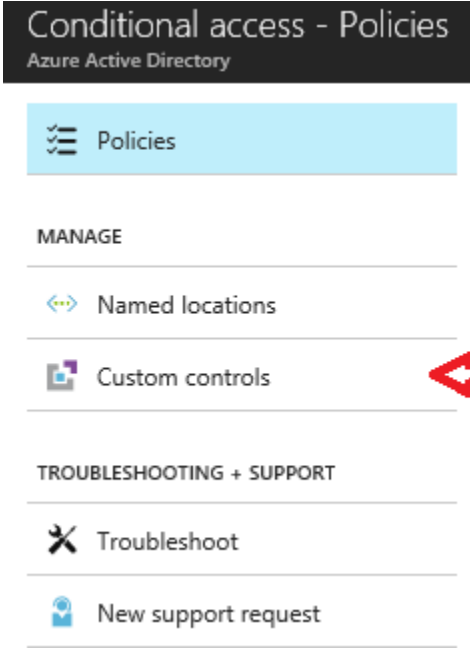 Conditional access - Policies
Azure Active Directory
Policies
MANAGE
Named locations
Custom controls
TROUBLESHOOTING + SUPPORT
Troubleshoot
New support request